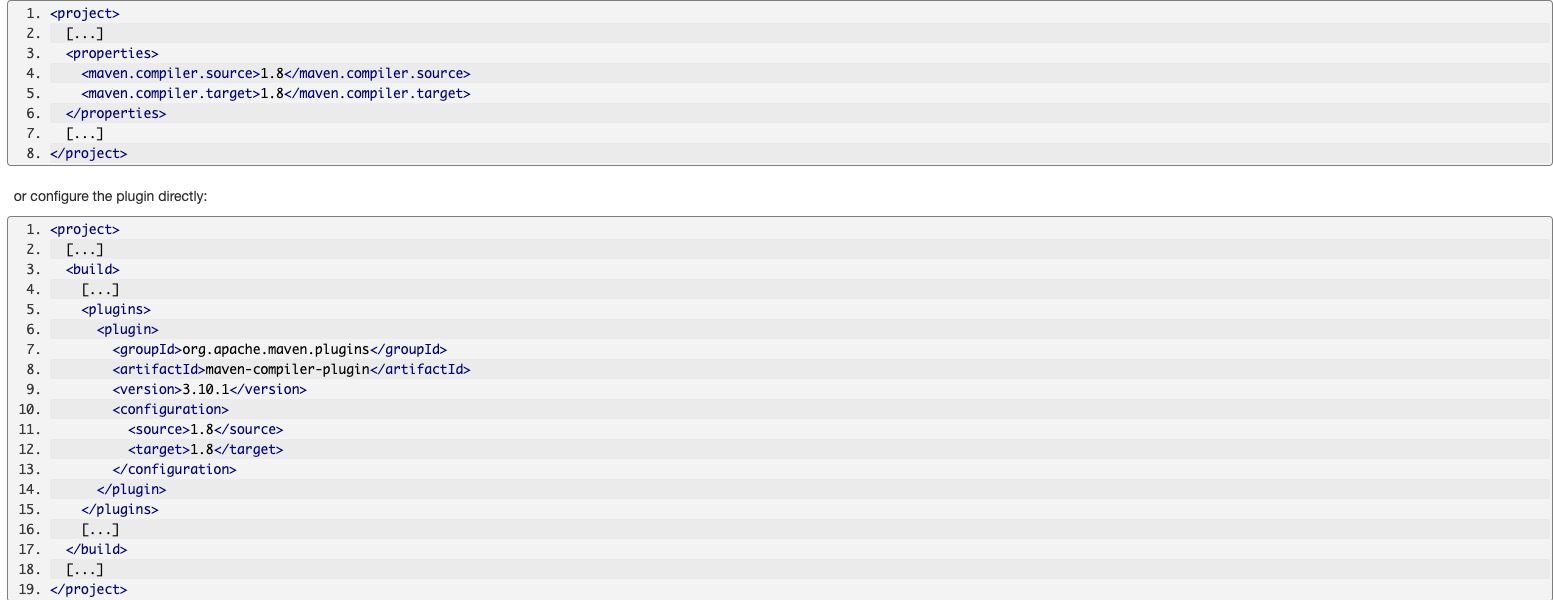 1. <project>
2.   [...]
3.   <properties>
4.     <maven.compiler.source>1.8</maven.compiler.source>
5.     <maven.compiler.target>1.8</maven.compiler.target>
6.   </properties>
7.   [...]
8. </project>
or configure the plugin directly:
1. <project>
2.   [...]
3.   <build>
4.     [...]
5.     <plugins>
6.       <plugin>
7.         <groupId>org.apache.maven.plugins</groupId>
8.         <artifactId>maven-compiler-plugin</artifactId>
9.         <version>3.10.1</version>
10.         <configuration>
11.           <source>1.8</source>
12.           <target>1.8</target>
13.         </configuration>
14.       </plugin>
15.     </plugins>
16.     [...]
17.   </build>
18.   [...]
19. </project>